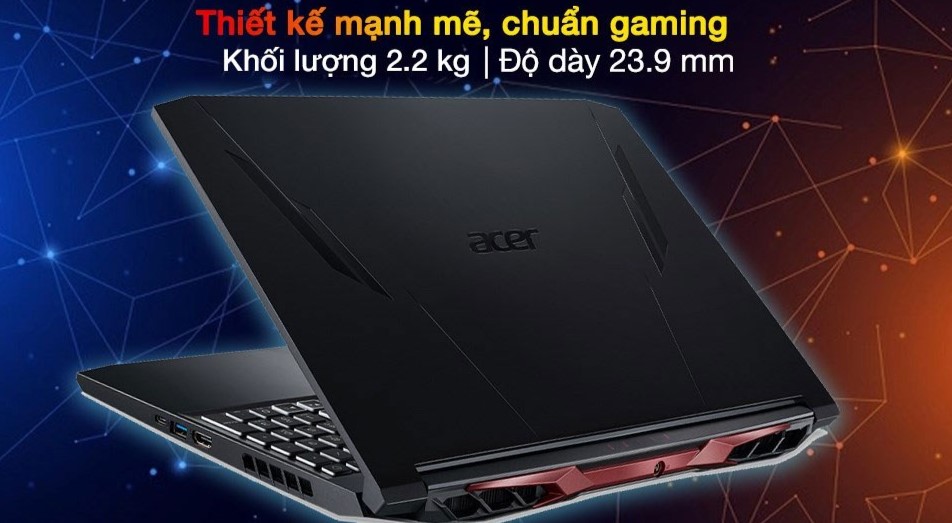 Thiết kế mạnh mẽ, chuẩn gaming
Khối lượng 2.2 kg | Độ dày 23.9 mm
acer